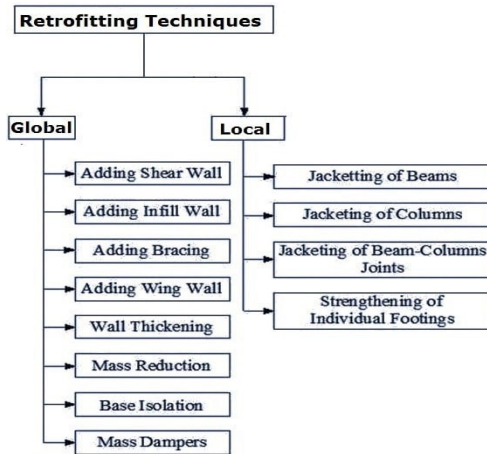 Retrofitting Techniques
Global
Local
Adding Shear Wall
Adding Infill Wall
Adding Bracing
Adding Wing Wall
Wall Thickening
Mass Reduction
Base Isolation
Mass Dampers
Jacketting of Beams
Jacketing of Columns
Jacketing of Beam-Columns
Joints
Strengthening of
Individual Footings